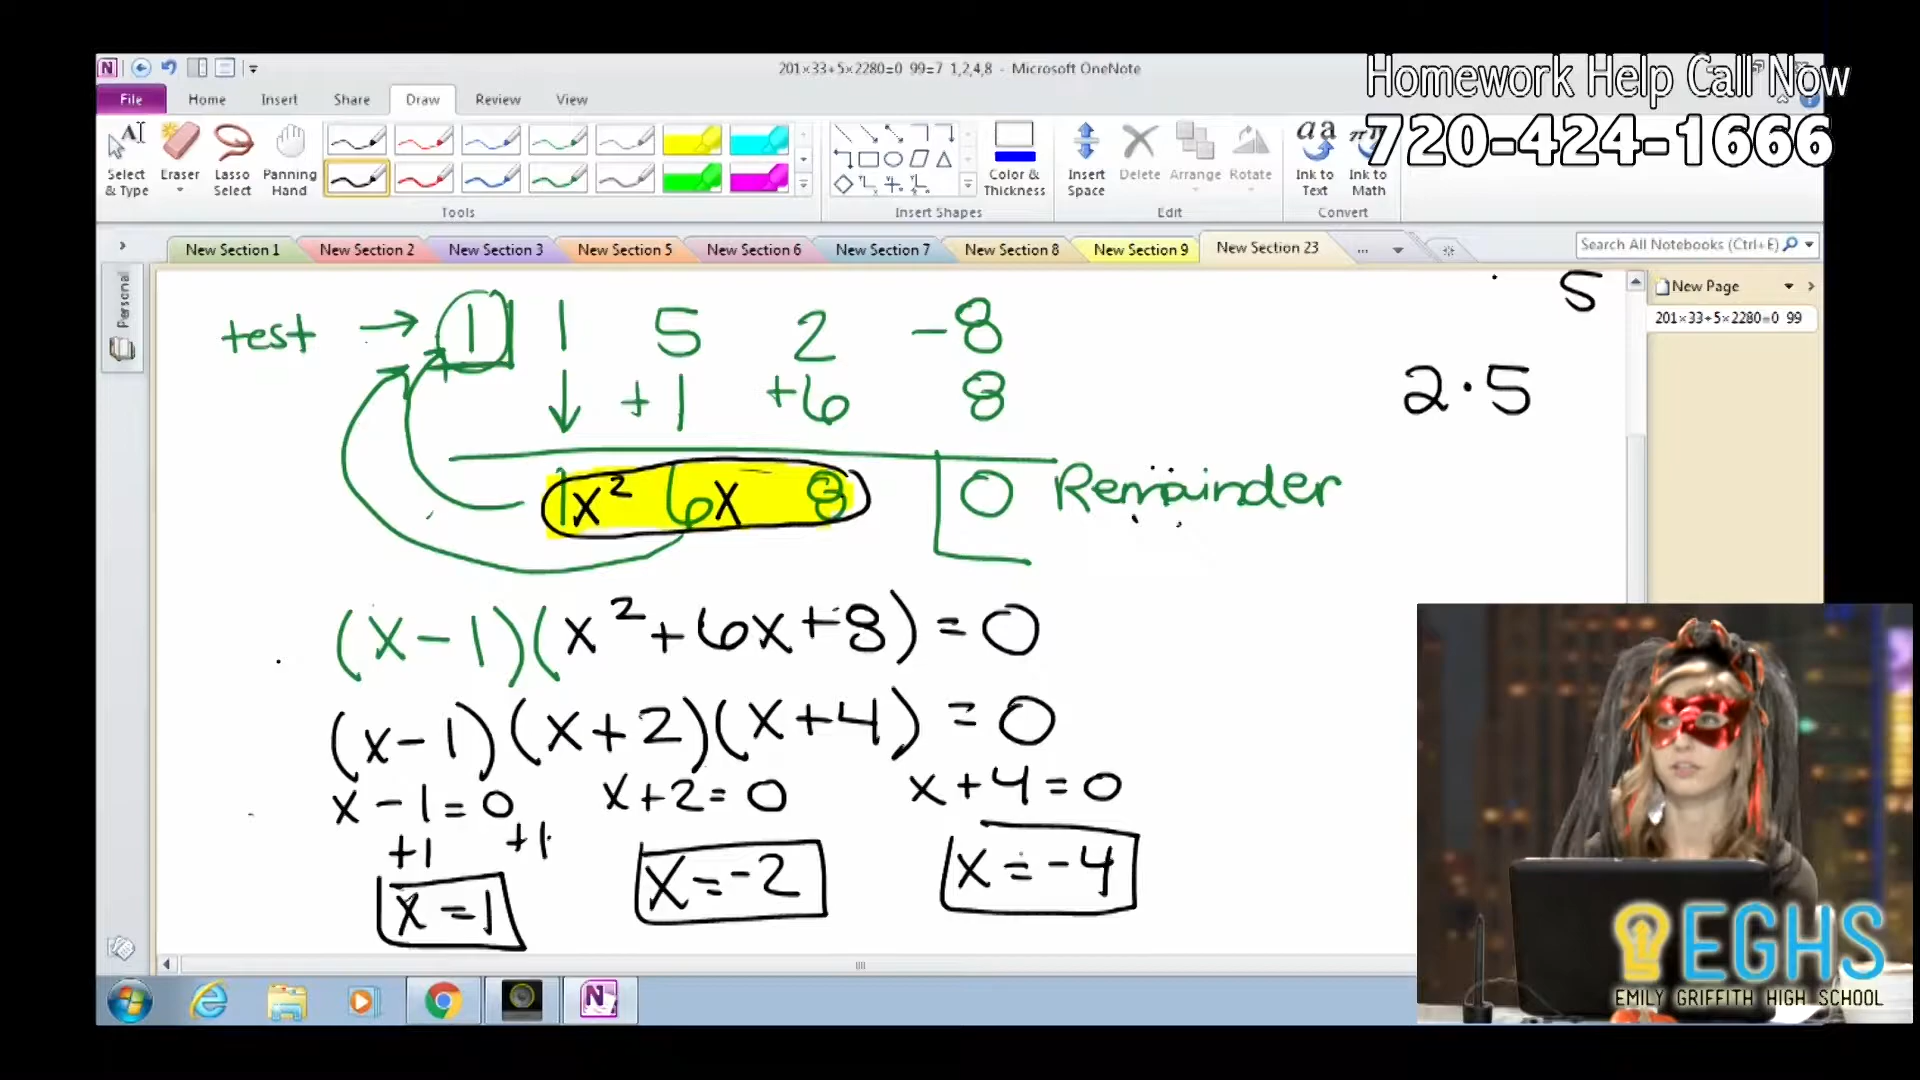 201×33+5×2280=0 99=7 1,2,4,8 - Microsoft OneNote
Homework Help Call Now
720-424-1666
File Home Insert Share Draw Review View
Select & Type
Eraser
Lasso Select
Panning Hand
Color & Thickness
Insert Space
Delete
Arrange
Rotate
Ink to Text
Ink to Math
Tools
Insert Shapes
Edit
Convert
New Section 1 New Section 2 New Section 3 New Section 5 New Section 6 New Section 7 New Section 8 New Section 9 New Section 23 ...
Search All Notebooks (Ctrl+E)
Personal
New Page
201×33+5×2280=0 99
5
test → 1 1 5 2 -8
↓ +1 +6 8
2·5
1x² 6x 8 0 Remainder
(x-1)(x²+6x+8)=0
(x-1)(x+2)(x+4)=0
x-1=0 x+2=0 x+4=0
+1 +1
x=1 x=-2 x=-4
EGHS
EMILY GRIFFITH HIGH SCHOOL